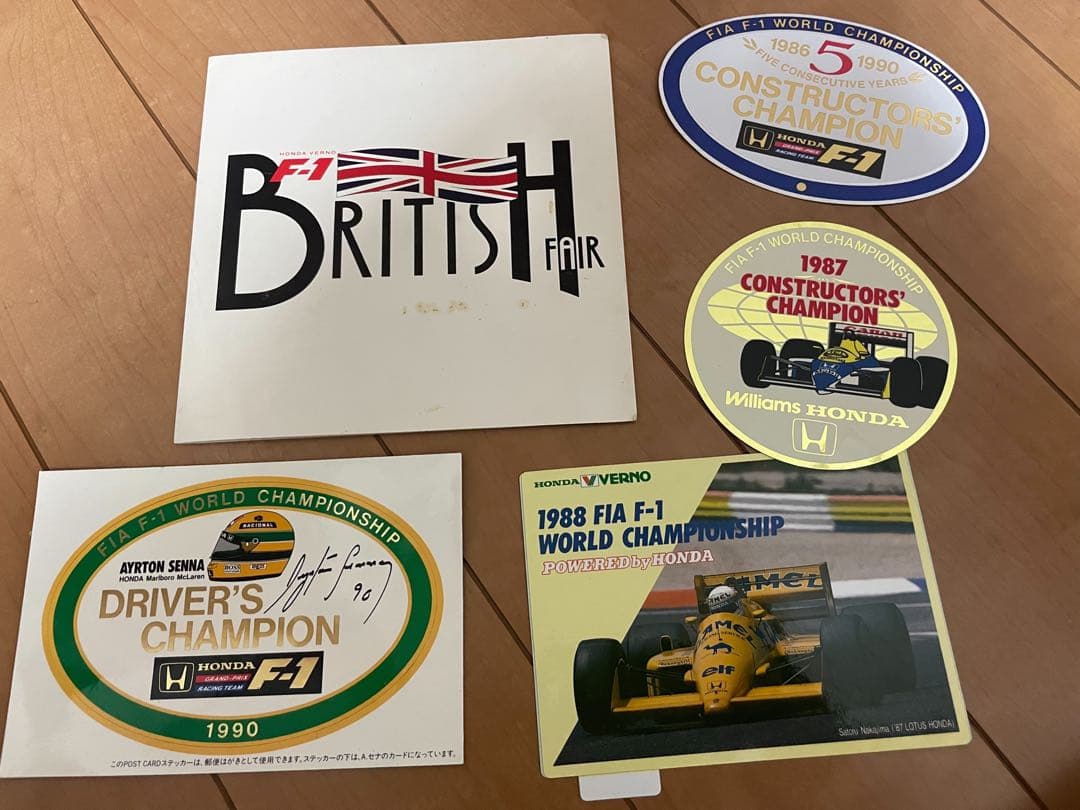 HONDA VERNO
F-1
BRITISH
FAIR
FIA F-1 WORLD CHAMPIONSHIP
1986 5 1990
FIVE CONSECUTIVE YEARS
CONSTRUCTORS'
CHAMPION
HONDA
GRAND-PRIX
RACING TEAM
F-1
FIA F-1 WORLD CHAMPIONSHIP
1987
CONSTRUCTORS'
CHAMPION
Canon
Williams HONDA
FIA F-1 WORLD CHAMPIONSHIP
NACIONAL
AYRTON SENNA
HONDA Marlboro McLaren
BOSS
DRIVER'S
CHAMPION
90
HONDA
GRAND-PRIX
RACING TEAM
F-1
1990
このPOST CARDステッカーは、郵便はがきとして使用できます。ステッカーの下は、A.セナのカードになっています。
HONDA VERNO
1988 FIA F-1
WORLD CHAMPIONSHIP
POWERED by HONDA
CAMEL
CAMEL
elf
HONDA
Satoru Nakajima ('87 LOTUS HONDA)